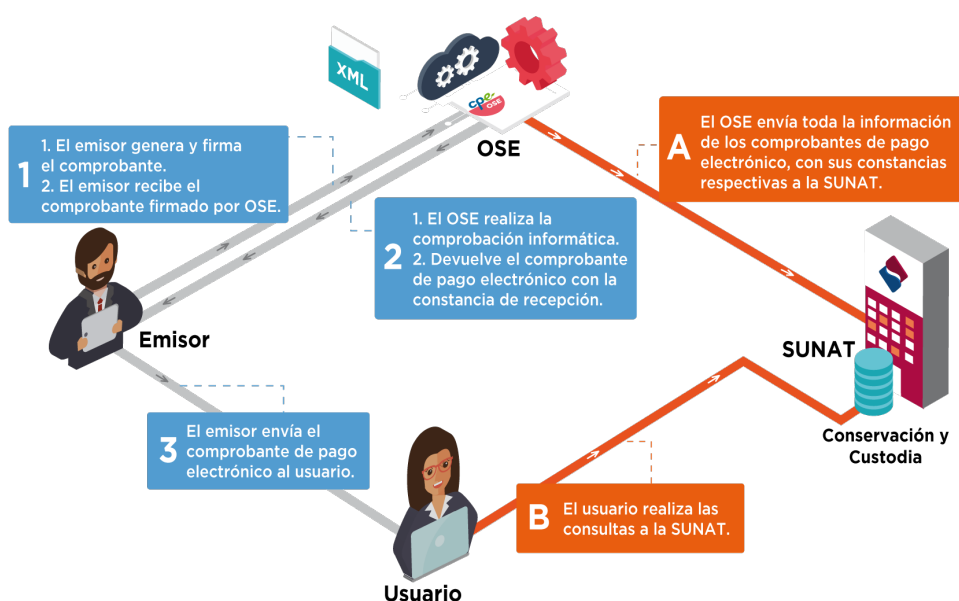 XML
cpe
OSE
OSE
1
1. El emisor genera y firma
el comprobante.
2. El emisor recibe el
comprobante firmado por OSE.
A
El OSE envía toda la información
de los comprobantes de pago
electrónico, con sus constancias
respectivas a la SUNAT.
2
1. El OSE realiza la
comprobación informática.
2. Devuelve el comprobante
de pago electrónico con la
constancia de recepción.
Emisor
SUNAT
3
El emisor envía el
comprobante de pago
electrónico al usuario.
Conservación y
Custodia
B
El usuario realiza las
consultas a la SUNAT.
Usuario